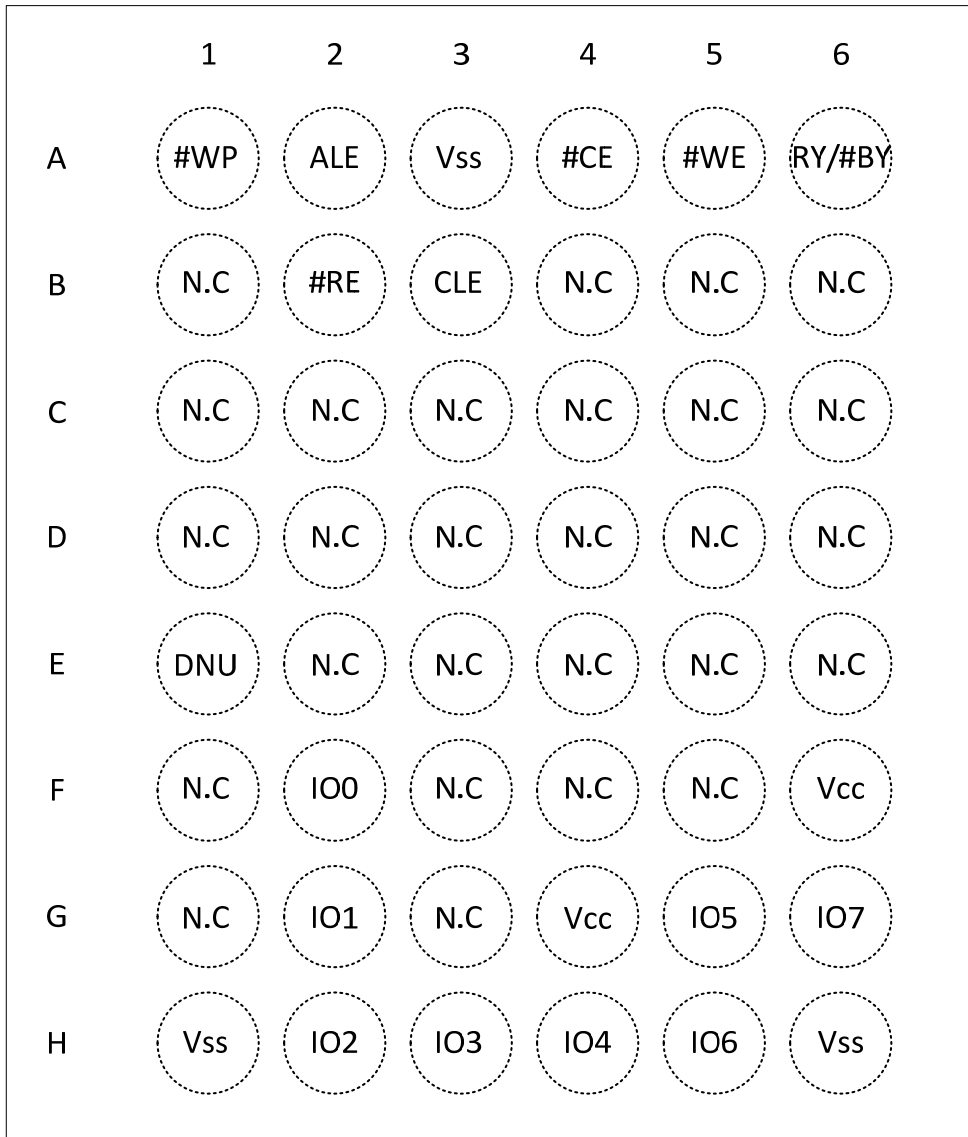 1 2 3 4 5 6
A #WP ALE Vss #CE #WE RY/#BY
B N.C #RE CLE N.C N.C N.C
C N.C N.C N.C N.C N.C N.C
D N.C N.C N.C N.C N.C N.C
E DNU N.C N.C N.C N.C N.C
F N.C IO0 N.C N.C N.C Vcc
G N.C IO1 N.C Vcc IO5 IO7
H Vss IO2 IO3 IO4 IO6 Vss